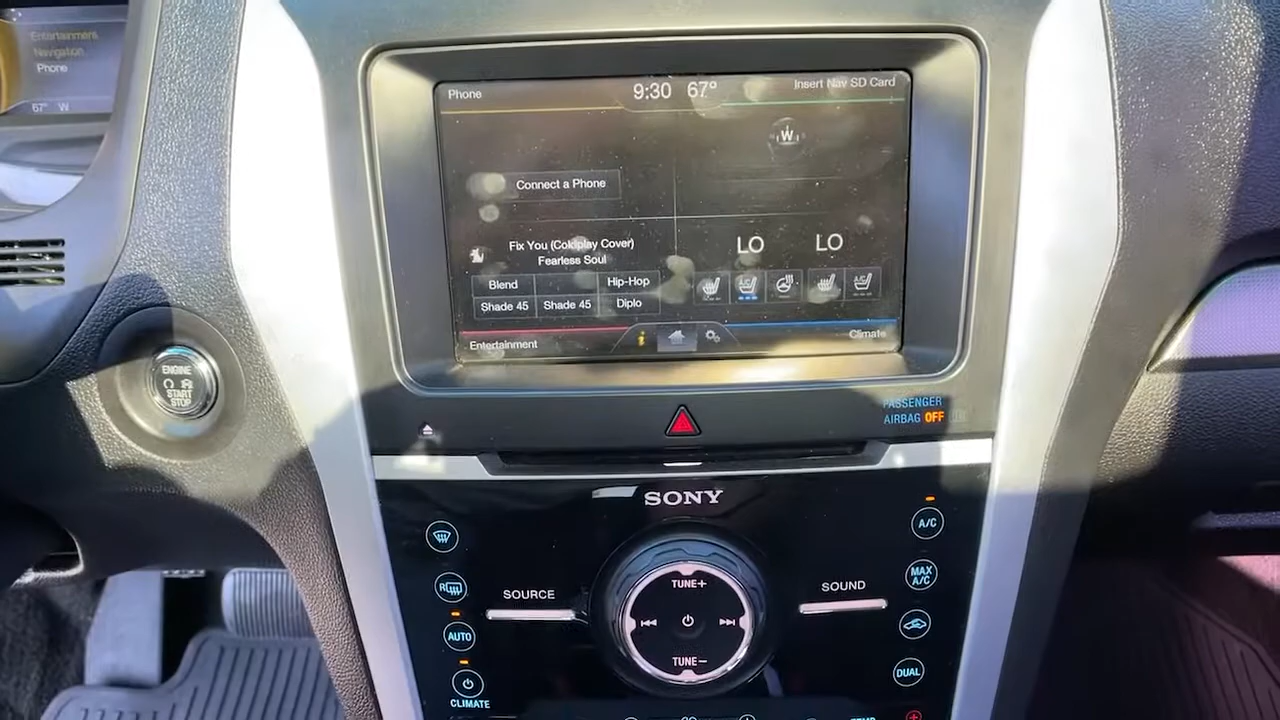 Entertainment
Navigation
Phone
67° W
Phone
9:30 67°
Insert Nav SD Card
W
Connect a Phone
Fix You (Coldplay Cover)
Fearless Soul
LO LO
Blend Hip-Hop
Shade 45 Shade 45 Diplo
A/C A/C
Entertainment
i
Climate
ENGINE
START
STOP
PASSENGER
AIRBAG OFF
SONY
A/C
R
MAX
A/C
SOURCE
TUNE+
SOUND
AUTO
TUNE−
DUAL
CLIMATE